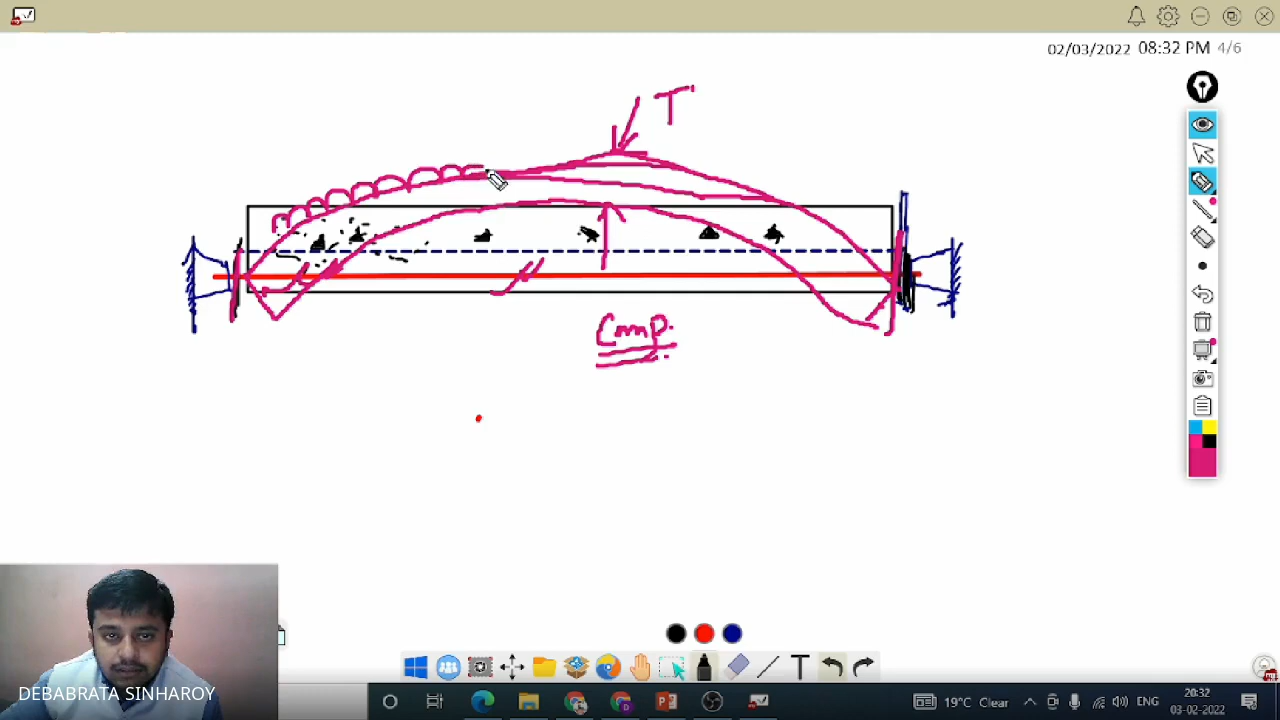 02/03/2022 08:32 PM 4/6
T
Comp.
DEBABRATA SINHAROY
T
19°C Clear
ENG
20:32
03-02-2022